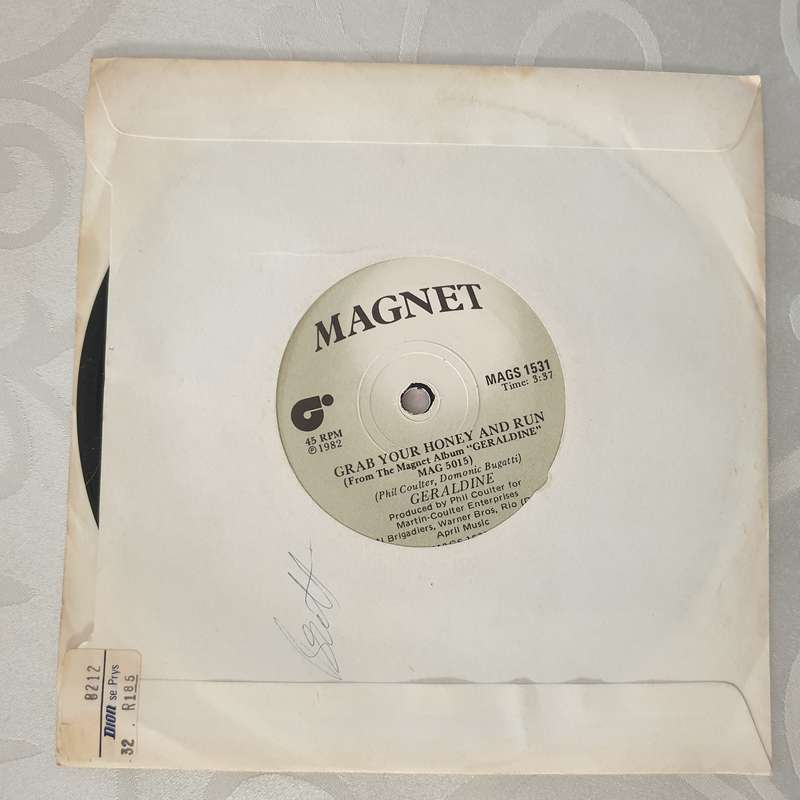 MAGNET
MAGS 1531
Time: 3:37
45 RPM
℗ 1982
GRAB YOUR HONEY AND RUN
(From The Magnet Album "GERALDINE"
MAG 5015)
(Phil Coulter, Domonic Bugatti)
GERALDINE
Produced by Phil Coulter for
Martin-Coulter Enterprises
Brigadiers, Warner Bros, Rio
April Music
8212
DION se Prys
32 . R185